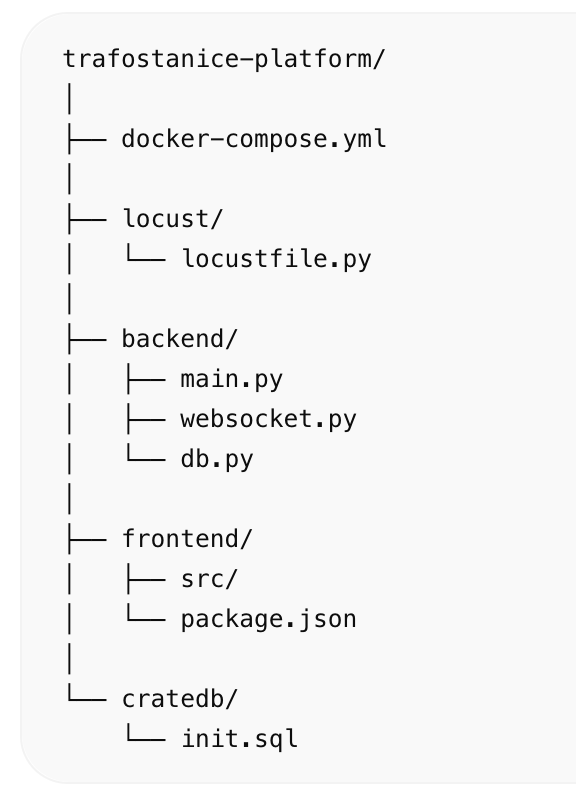 trafostanice-platform/
│
├── docker-compose.yml
│
├── locust/
│   └── locustfile.py
│
├── backend/
│   ├── main.py
│   ├── websocket.py
│   └── db.py
│
├── frontend/
│   ├── src/
│   └── package.json
│
└── cratedb/
    └── init.sql